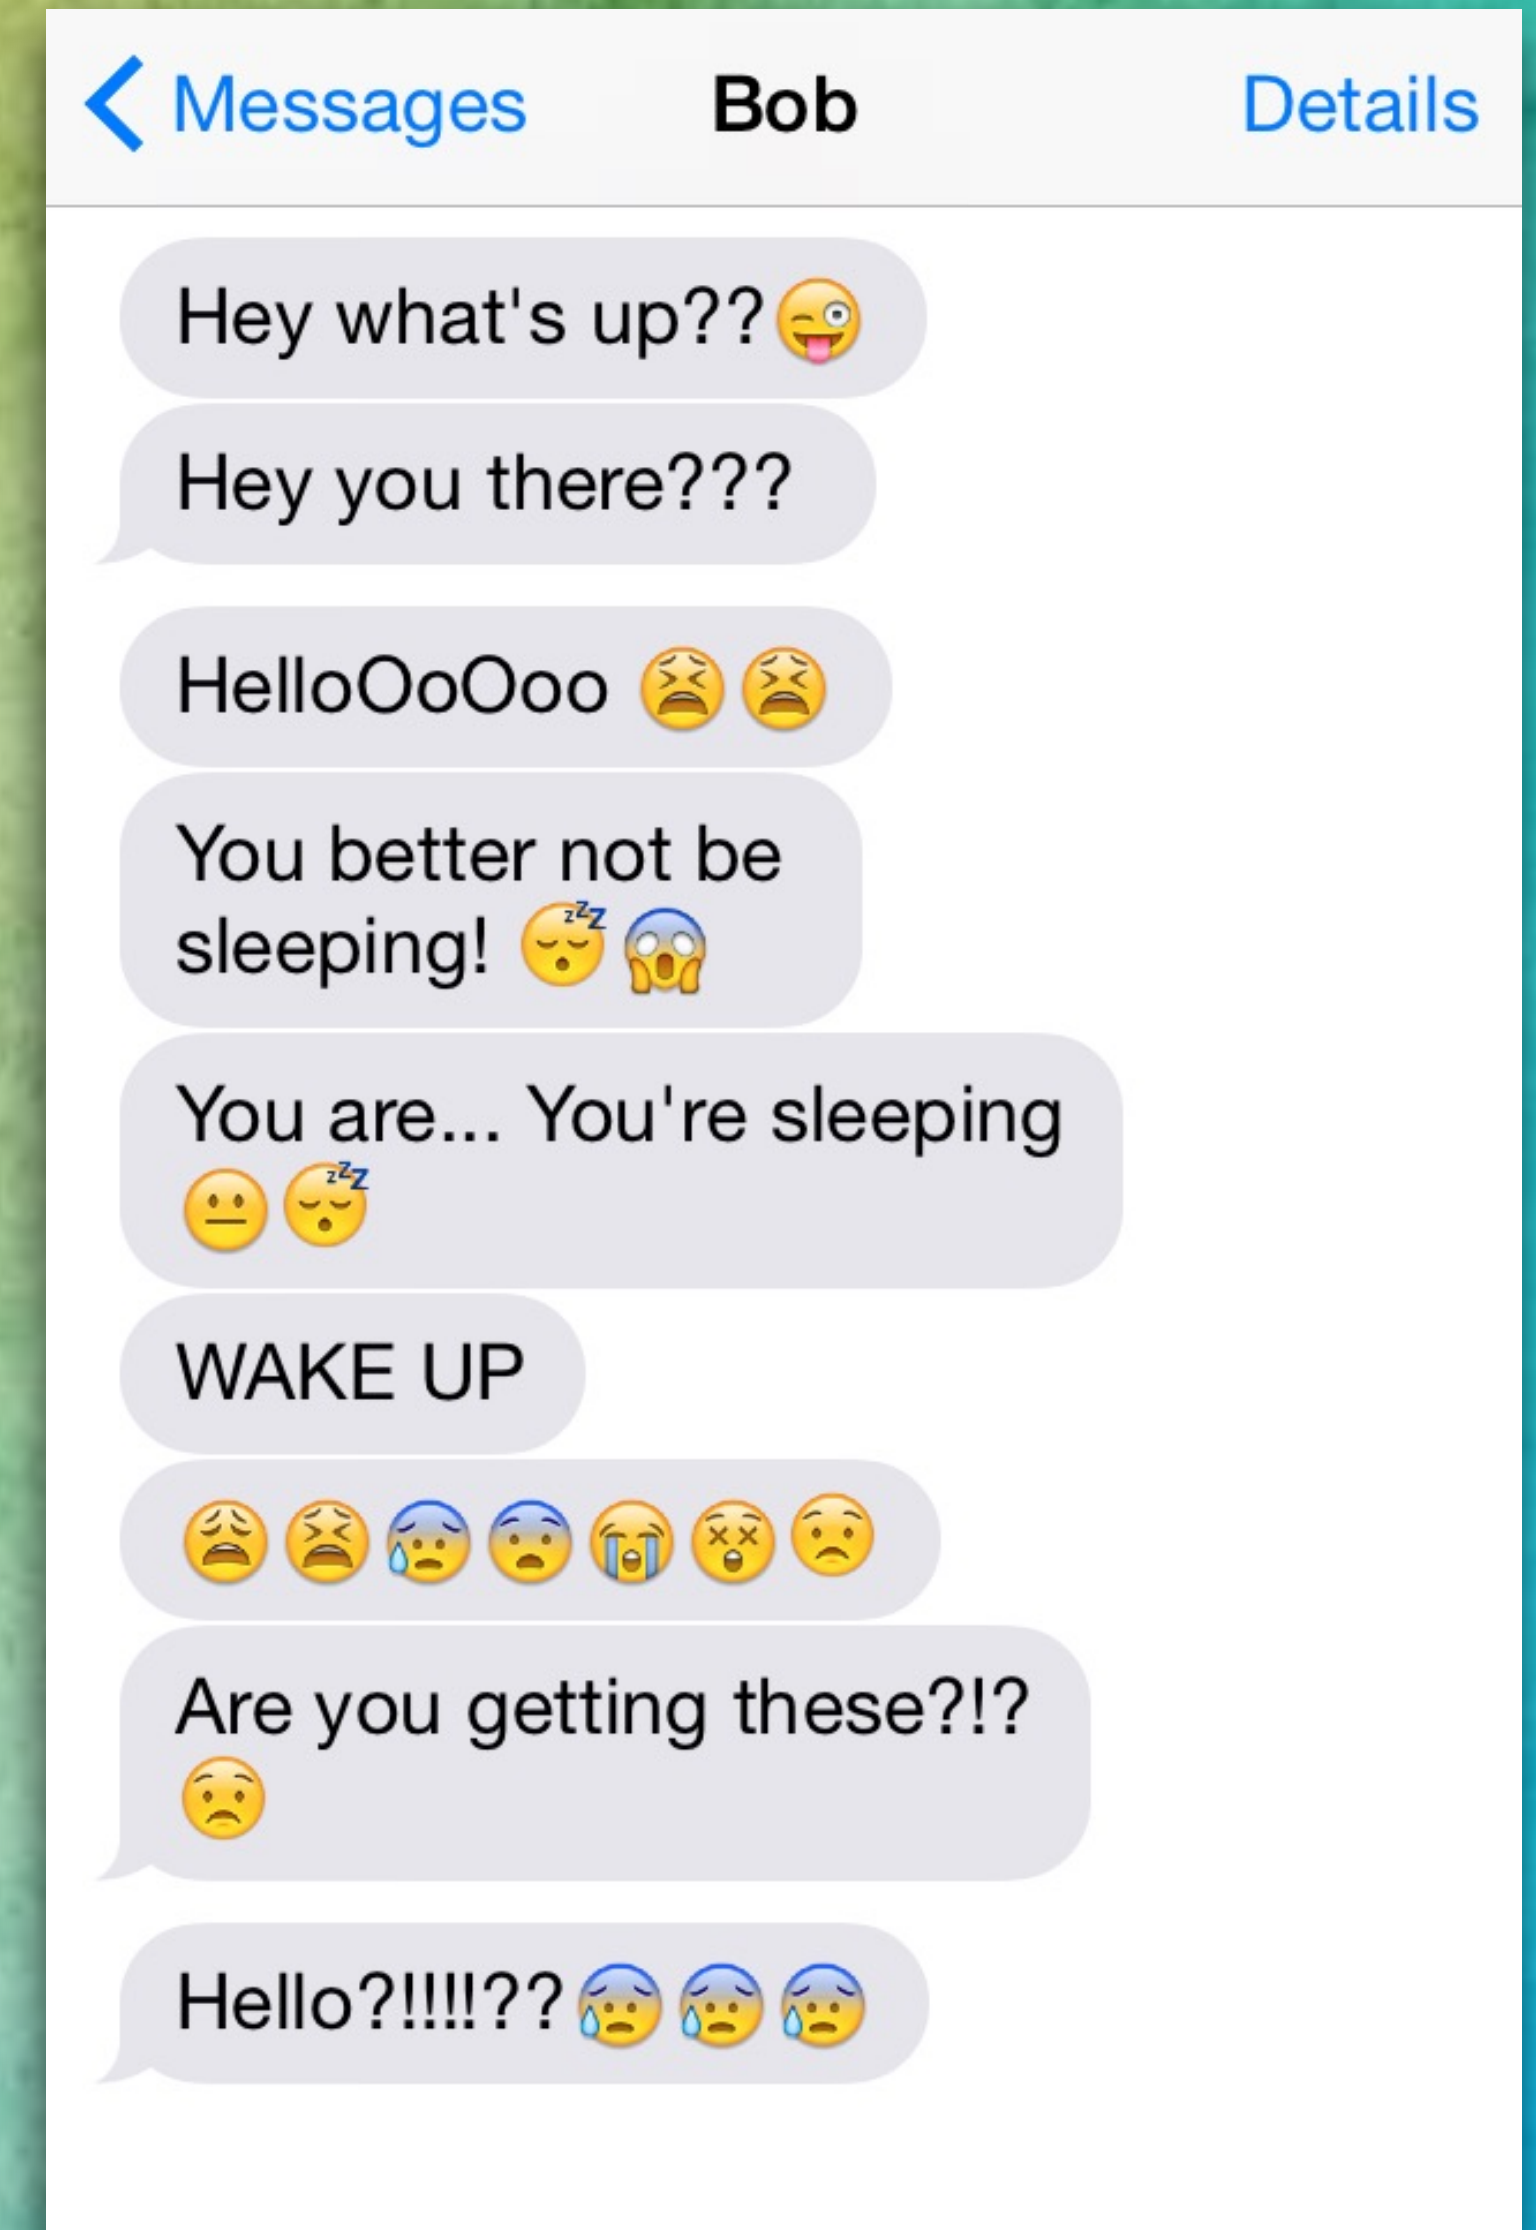 Messages Bob Details
Hey what's up??😜
Hey you there???
HelloOoOoo 😫😫
You better not be
sleeping! 😴😱
You are... You're sleeping
😐😴
WAKE UP
😩😫😰😨😭😵😟
Are you getting these?!?
😟
Hello?!!!!??😰😰😰